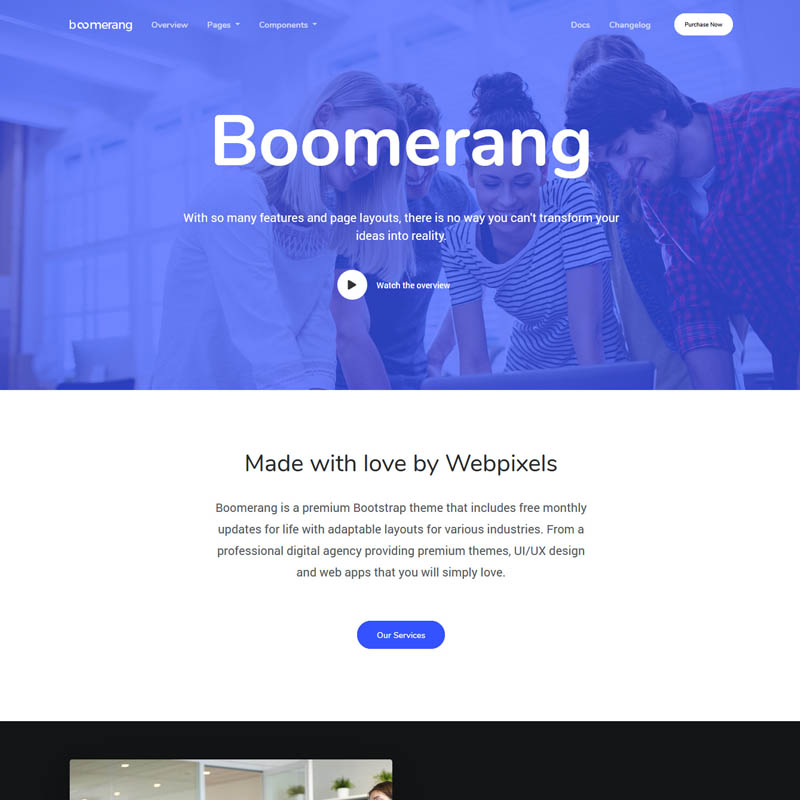 boomerang Overview Pages Components Docs Changelog Purchase Now
Boomerang
With so many features and page layouts, there is no way you can't transform your
ideas into reality.
Watch the overview
Made with love by Webpixels
Boomerang is a premium Bootstrap theme that includes free monthly
updates for life with adaptable layouts for various industries. From a
professional digital agency providing premium themes, UI/UX design
and web apps that you will simply love.
Our Services